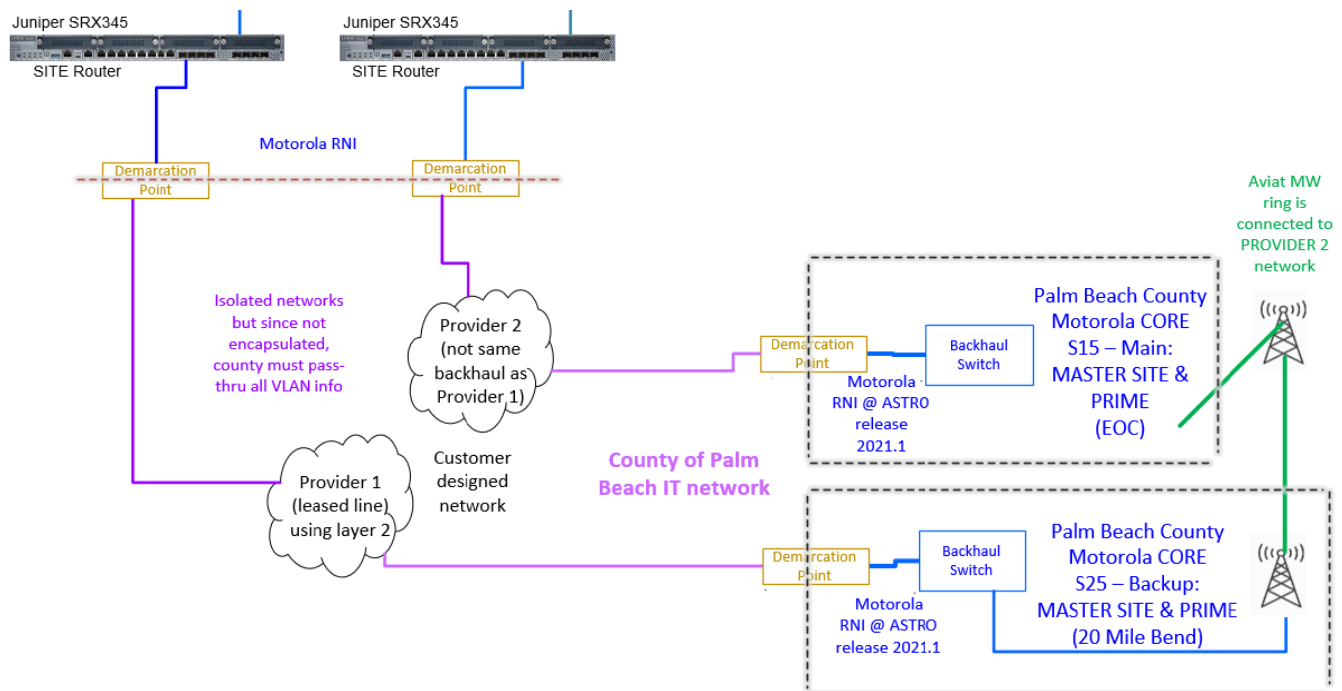 Juniper SRX345
Juniper SRX345
SITE Router
SITE Router
Motorola RNI
Demarcation
Point
Demarcation
Point
Aviat MW
ring is
connected to
PROVIDER 2
network
Isolated networks
but since not
encapsulated,
county must pass-
thru all VLAN info
Provider 2
(not same
backhaul as
Provider 1)
Demarcation
Point
Backhaul
Switch
Motorola
RNI @ ASTRO
release
2021.1
Palm Beach County
Motorola CORE
S15 – Main:
MASTER SITE &
PRIME
(EOC)
Provider 1
(leased line)
using layer 2
Customer
designed
network
County of Palm
Beach IT network
Demarcation
Point
Backhaul
Switch
Motorola
RNI @ ASTRO
release 2021.1
Palm Beach County
Motorola CORE
S25 – Backup:
MASTER SITE & PRIME
(20 Mile Bend)